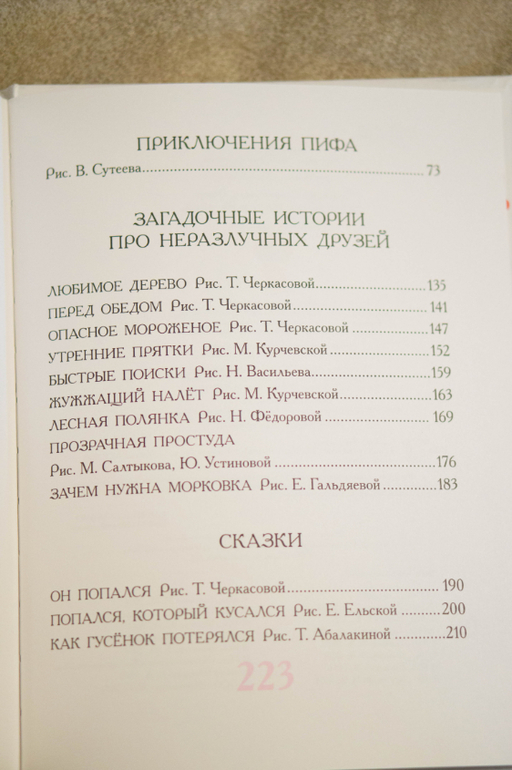 ПРИКЛЮЧЕНИЯ ПИФА
Рис. В. Сутеева........................................................73
ЗАГАДОЧНЫЕ ИСТОРИИ
ПРО НЕРАЗЛУЧНЫХ ДРУЗЕЙ
ЛЮБИМОЕ ДЕРЕВО Рис. Т. Черкасовой......................135
ПЕРЕД ОБЕДОМ Рис. Т. Черкасовой...........................141
ОПАСНОЕ МОРОЖЕНОЕ Рис. Т. Черкасовой ................147
УТРЕННИЕ ПРЯТКИ Рис. М. Курчевской ....................152
БЫСТРЫЕ ПОИСКИ Рис. Н. Васильева.......................159
ЖУЖЖАЩИЙ НАЛЁТ Рис. М. Курчевской..................163
ЛЕСНАЯ ПОЛЯНКА Рис. Н. Фёдоровой .....................169
ПРОЗРАЧНАЯ ПРОСТУДА
Рис. М. Салтыкова, Ю. Устиновой ...............................176
ЗАЧЕМ НУЖНА МОРКОВКА Рис. Е. Гальдяевой............183
СКАЗКИ
ОН ПОПАЛСЯ Рис. Т. Черкасовой............................... 190
ПОПАЛСЯ, КОТОРЫЙ КУСАЛСЯ Рис. Е. Ельской ........200
КАК ГУСЁНОК ПОТЕРЯЛСЯ Рис. Т. Абалакиной ..........210
223